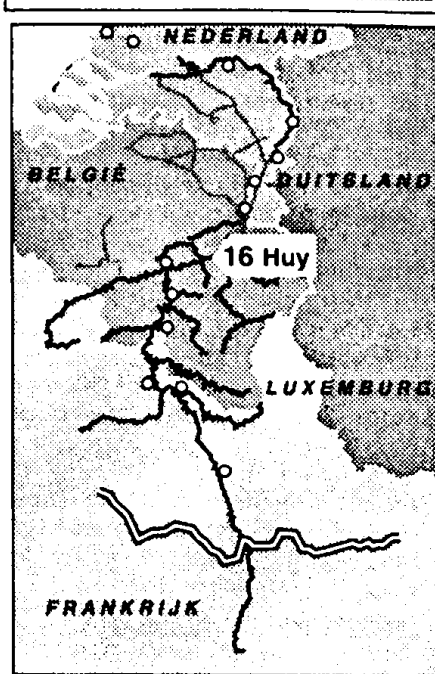 NEDERLAND
BELGIË
DUITSLAND
16 Huy
LUXEMBURG
FRANKRIJK